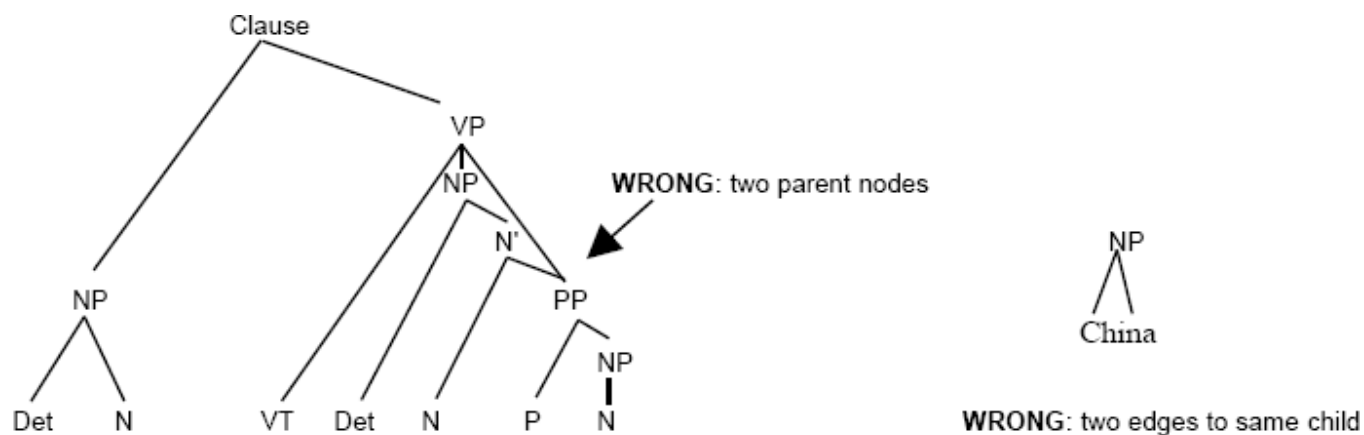 Clause
VP
NP
WRONG: two parent nodes
N'
NP
NP
PP
China
NP
Det N VT Det N P N
WRONG: two edges to same child